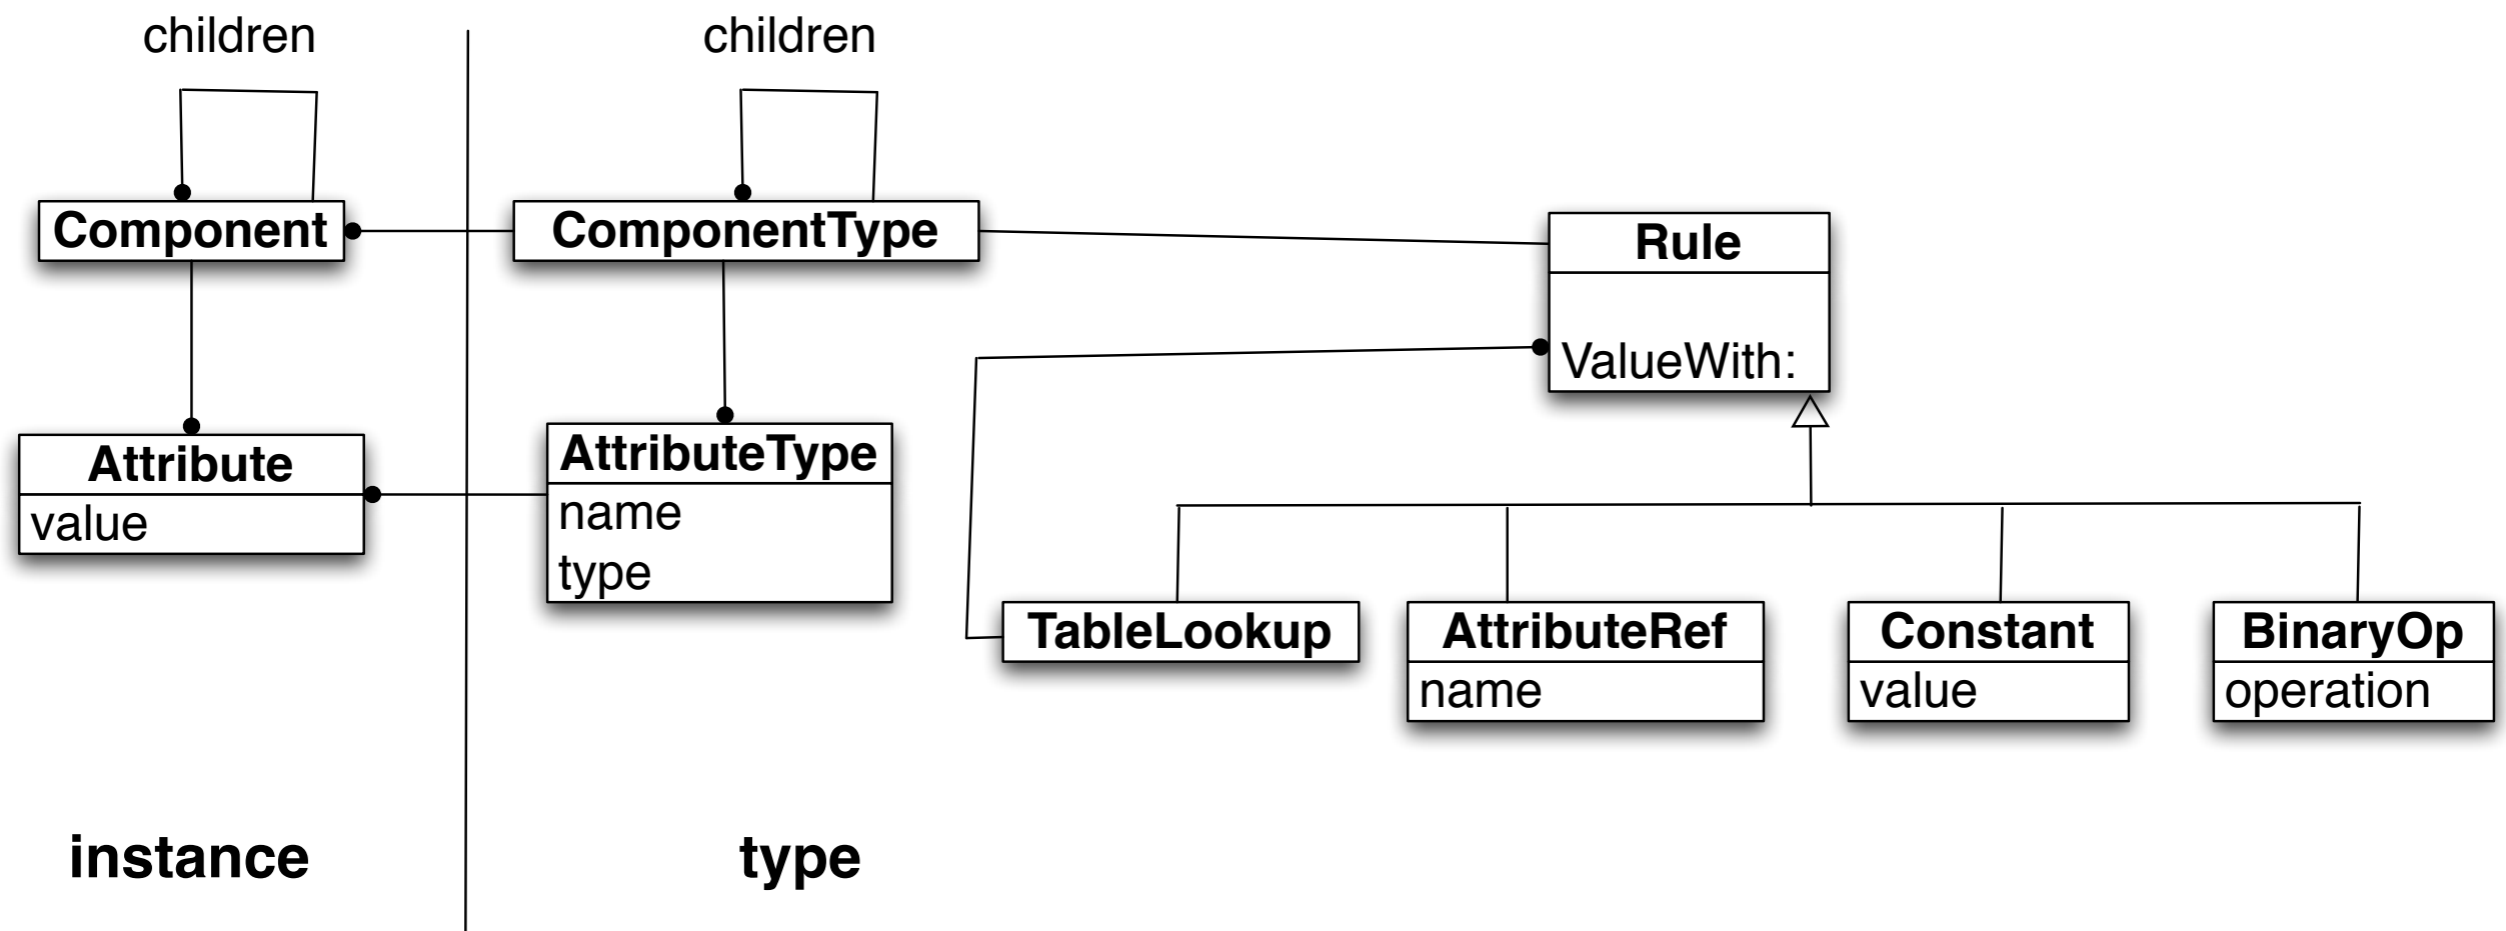 children
children
Component
ComponentType
Rule
ValueWith:
Attribute
value
AttributeType
name
type
TableLookup
AttributeRef
name
Constant
value
BinaryOp
operation
instance
type